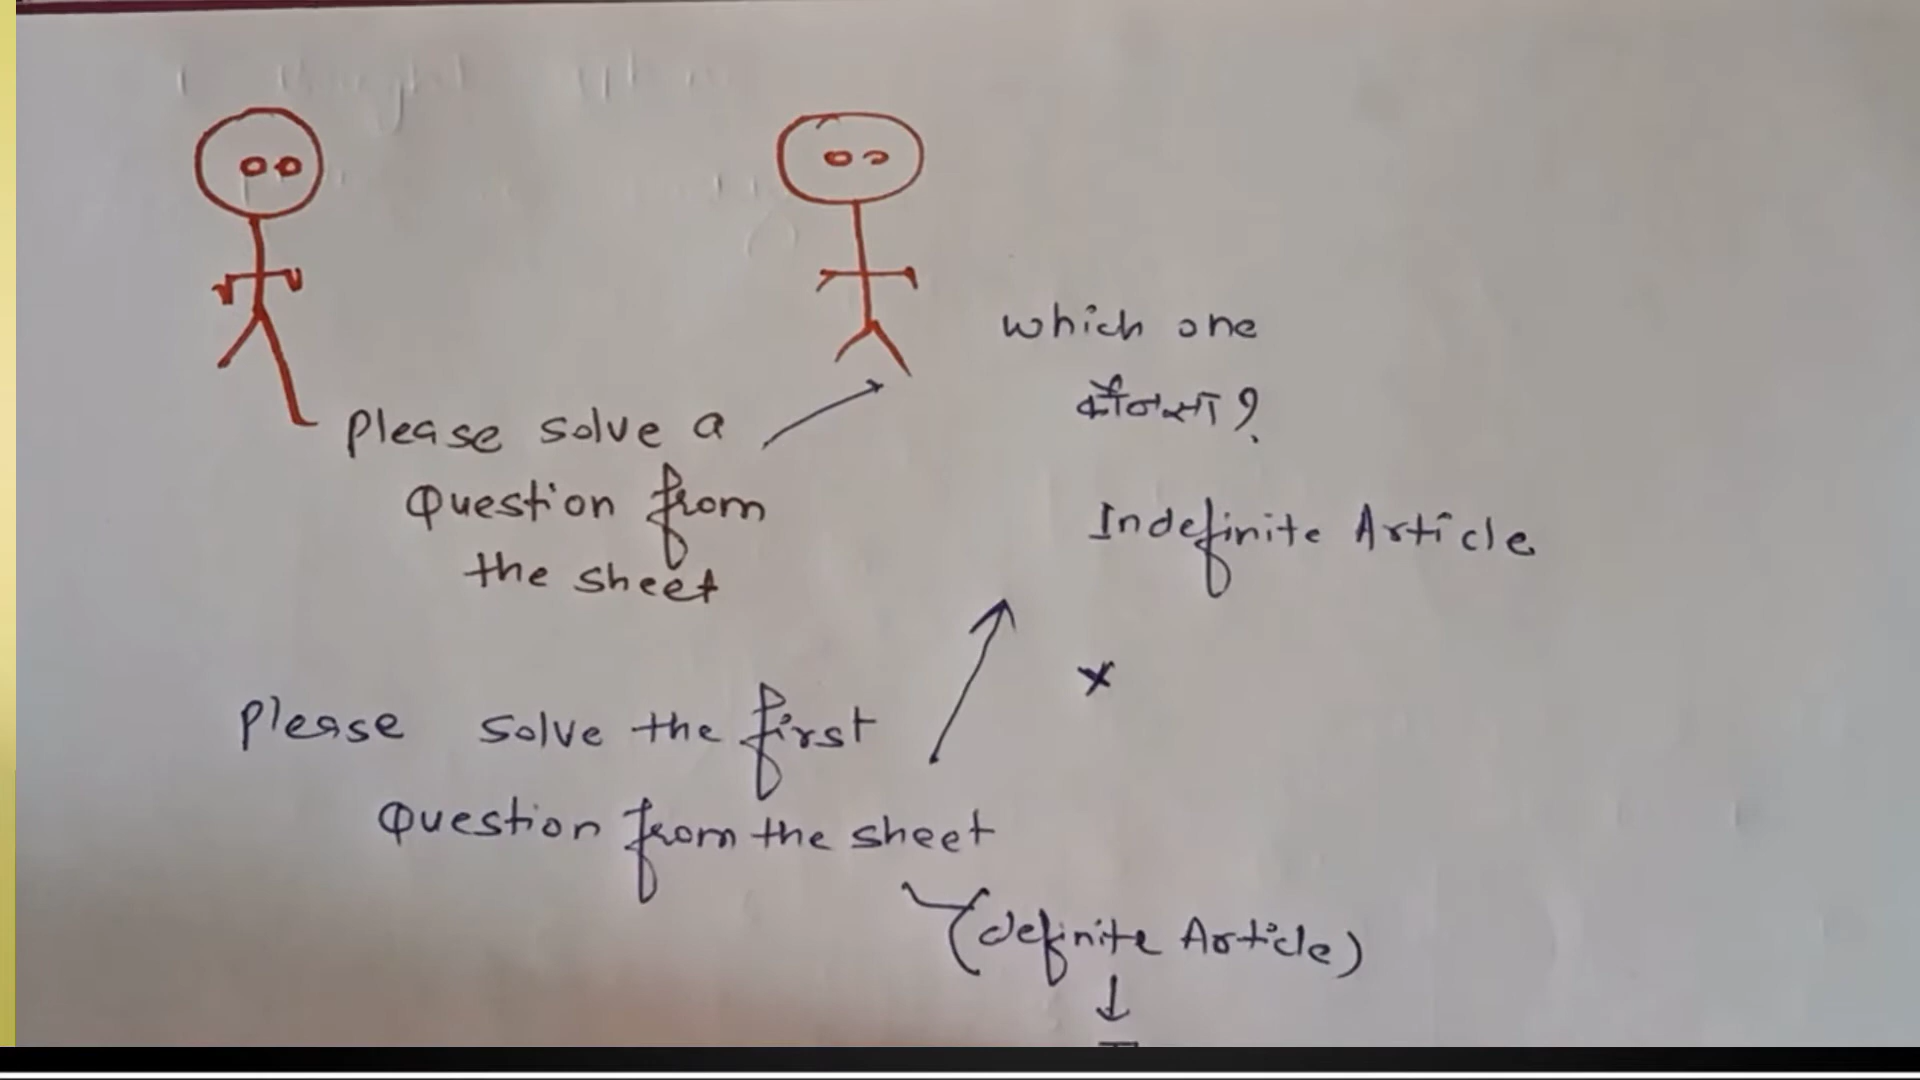 Please solve a
Question from
the sheet
which one
कौनसा?
Indefinite Article
Please solve the first
Question from the sheet
(definite Article)